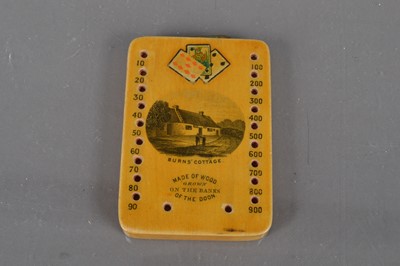 10 100
20 200
30 300
40 400
50 500
60 600
70 700
80 800
90 900
BURNS' COTTAGE
MADE OF WOOD
GROWN
ON THE BANKS
OF THE DOON.